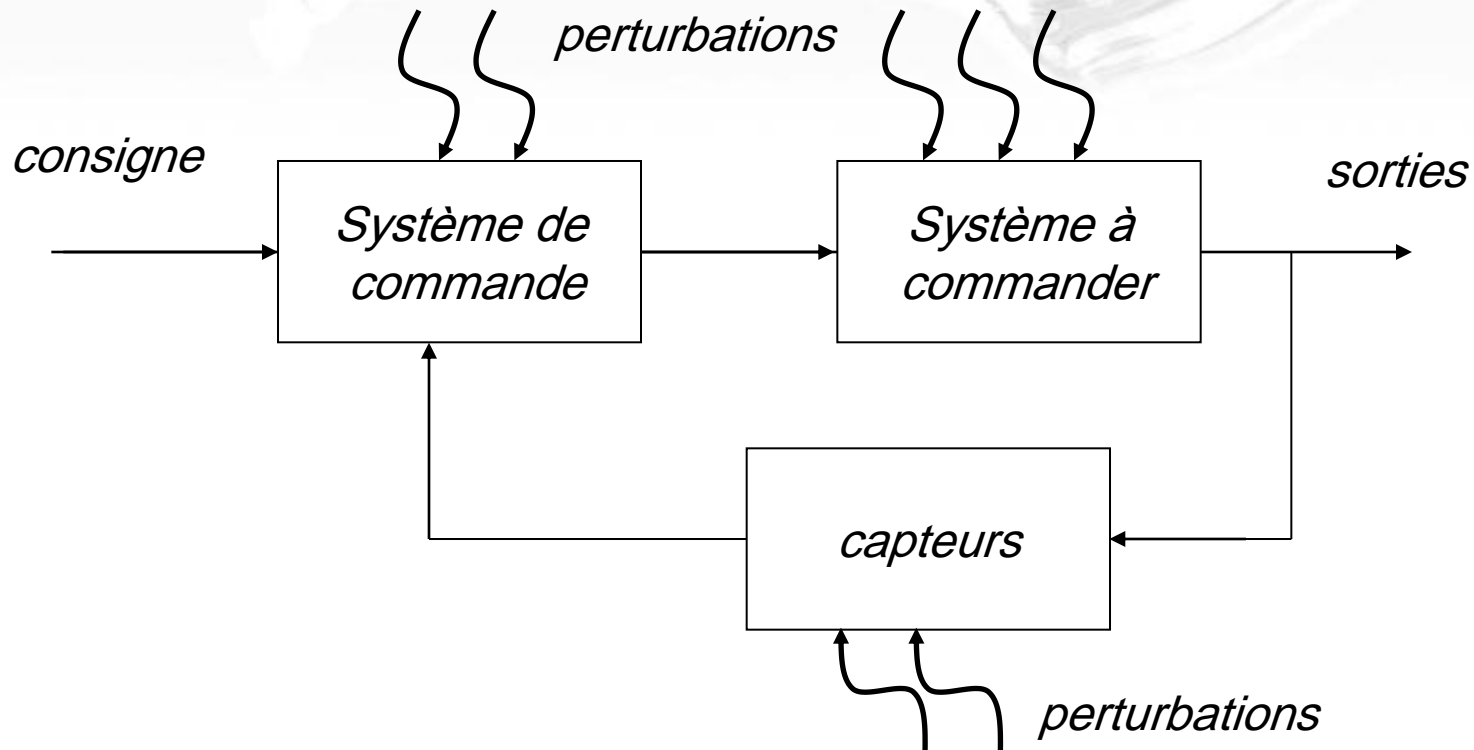 perturbations
consigne
sorties
Système de
commande
Système à
commander
capteurs
perturbations